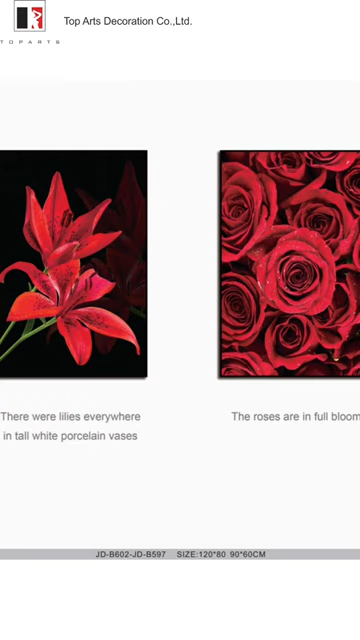 Top Arts Decoration Co.,Ltd.
TOPARTS
There were lilies everywhere
in tall white porcelain vases
The roses are in full bloom
JD-B602-JD-B597 SIZE:120*80 90*60CM